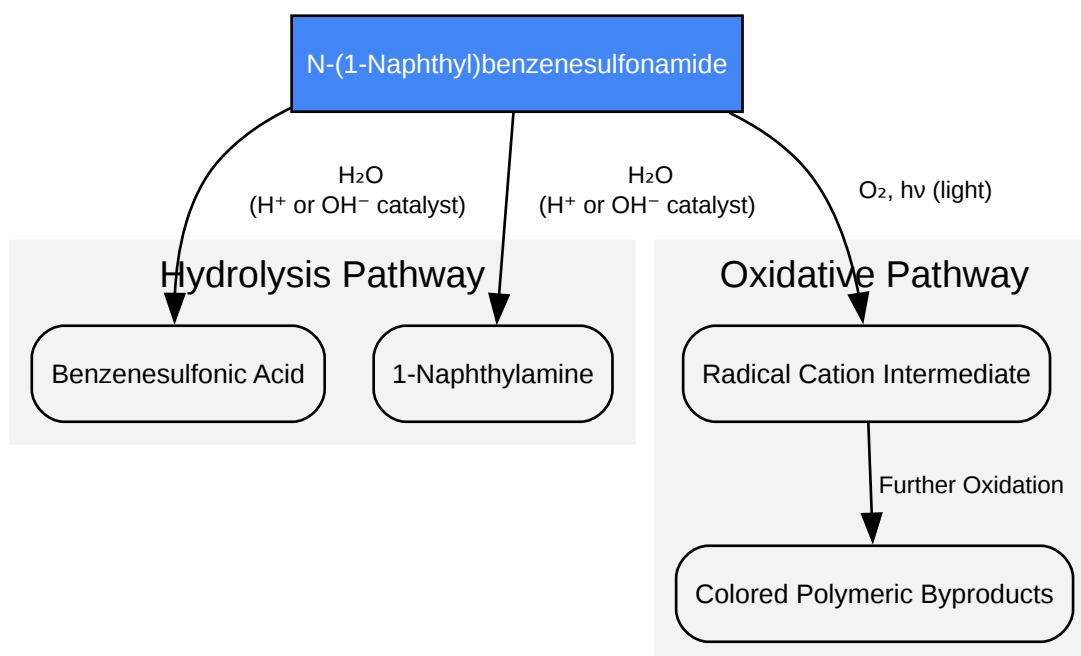 N-(1-Naphthyl)benzenesulfonamide
H₂O
(H⁺ or OH⁻ catalyst)
H₂O
(H⁺ or OH⁻ catalyst)
O₂, hν (light)
Hydrolysis Pathway
Oxidative Pathway
Benzenesulfonic Acid
1-Naphthylamine
Radical Cation Intermediate
Further Oxidation
Colored Polymeric Byproducts